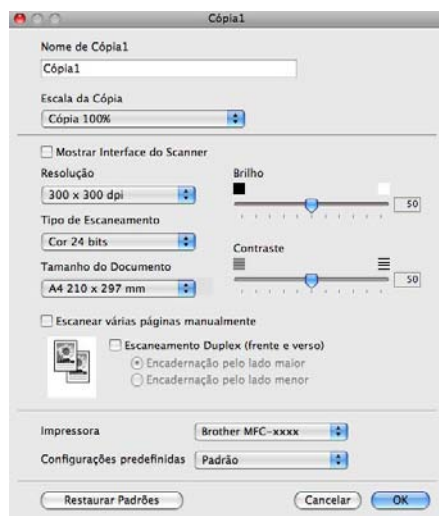 Cópia1
Nome de Cópia1
Cópia1
Escala da Cópia
Cópia 100%
Mostrar Interface do Scanner
Resolução
300 x 300 dpi
Tipo de Escaneamento
Cor 24 bits
Tamanho do Documento
A4 210 x 297 mm
Brilho
50
Contraste
50
Escanear várias páginas manualmente
Escaneamento Duplex (frente e verso)
Encadernação pelo lado maior
Encadernação pelo lado menor
Impressora
Brother MFC-xxxx
Configurações predefinidas
Padrão
Restaurar Padrões
Cancelar
OK